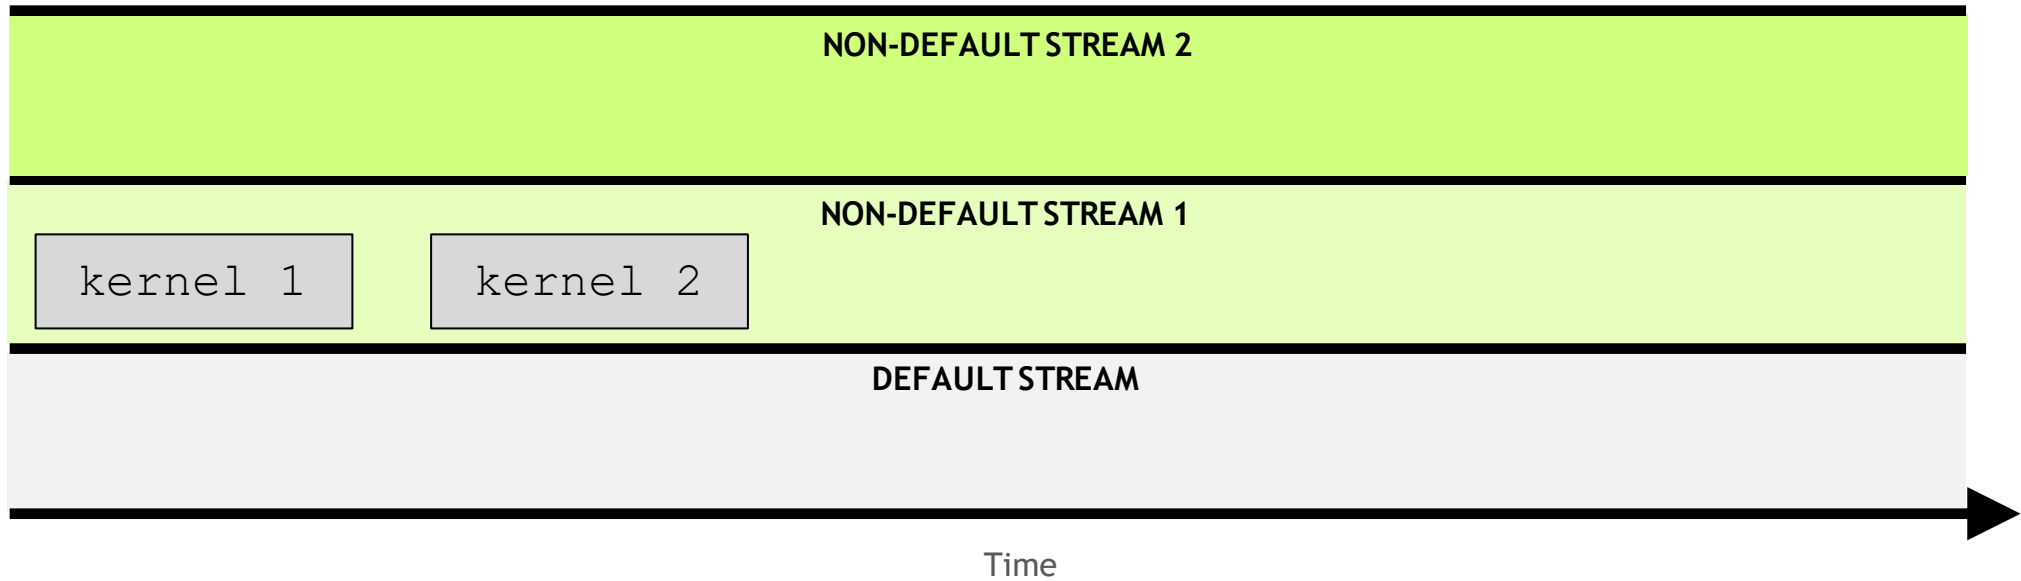 NON-DEFAULT STREAM 2
NON-DEFAULT STREAM 1
kernel 1
kernel 2
DEFAULT STREAM
Time